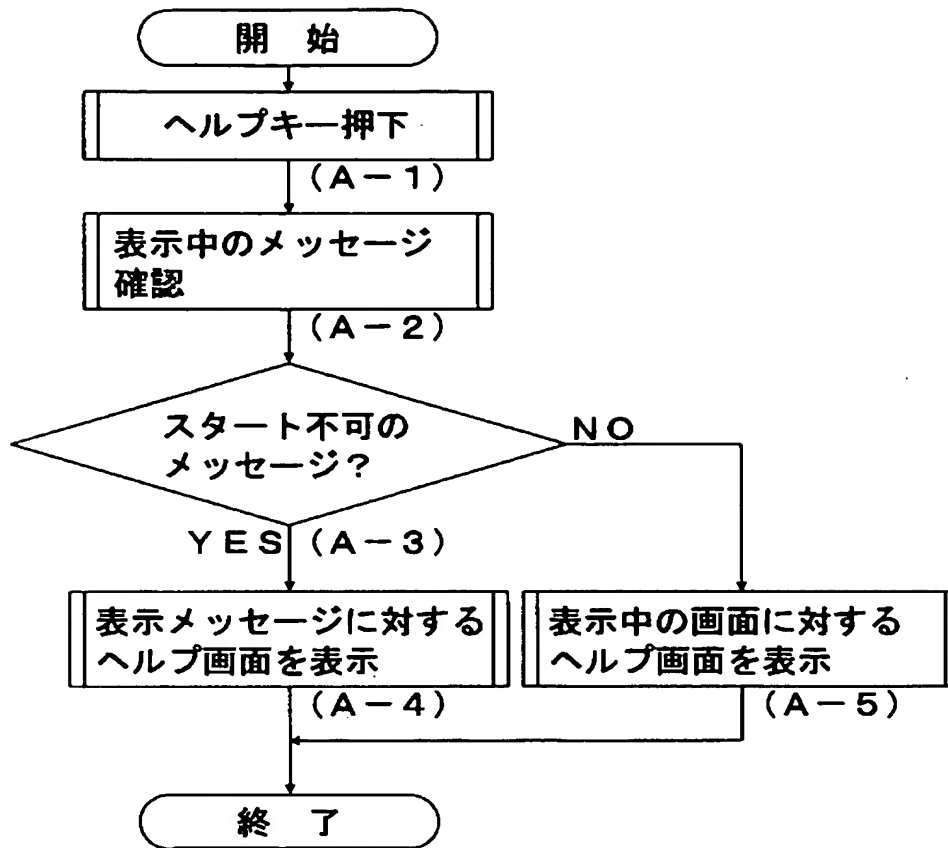 開 始
ヘルプキー押下
(A-1)
表示中のメッセージ
確認
(A-2)
スタート不可の
メッセージ?
NO
YES
(A-3)
表示メッセージに対する
ヘルプ画面を表示
(A-4)
表示中の画面に対する
ヘルプ画面を表示
(A-5)
終 了